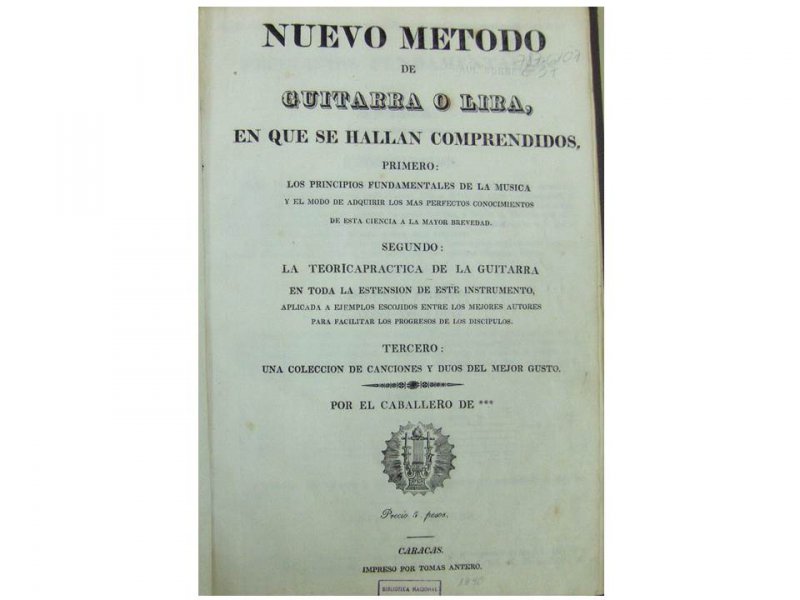 NUEVO METODO
DE
GUITARRA O LIRA,
EN QUE SE HALLAN COMPRENDIDOS,
PRIMERO:
LOS PRINCIPIOS FUNDAMENTALES DE LA MUSICA
Y EL MODO DE ADQUIRIR LOS MAS PERFECTOS CONOCIMIENTOS
DE ESTA CIENCIA A LA MAYOR BREVEDAD.
SEGUNDO:
LA TEORICAPRACTICA DE LA GUITARRA
EN TODA LA ESTENSION DE ESTE INSTRUMENTO,
APLICADA A EJEMPLOS ESCOJIDOS ENTRE LOS MEJORES AUTORES
PARA FACILITAR LOS PROGRESOS DE LOS DISCIPULOS.
TERCERO:
UNA COLECCION DE CANCIONES Y DUOS DEL MEJOR GUSTO.
POR EL CABALLERO DE ***
Precio 5 pesos.
CARACAS.
IMPRESO POR TOMAS ANTERO.
BIBLIOTECA NACIONAL